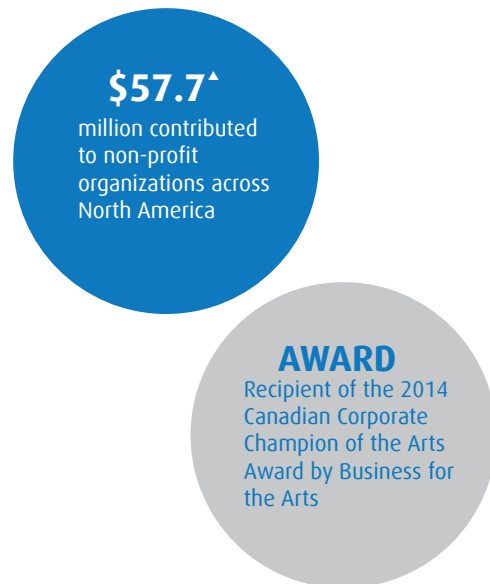 $57.7▲
million contributed
to non-profit
organizations across
North America
AWARD
Recipient of the 2014
Canadian Corporate
Champion of the Arts
Award by Business for
the Arts